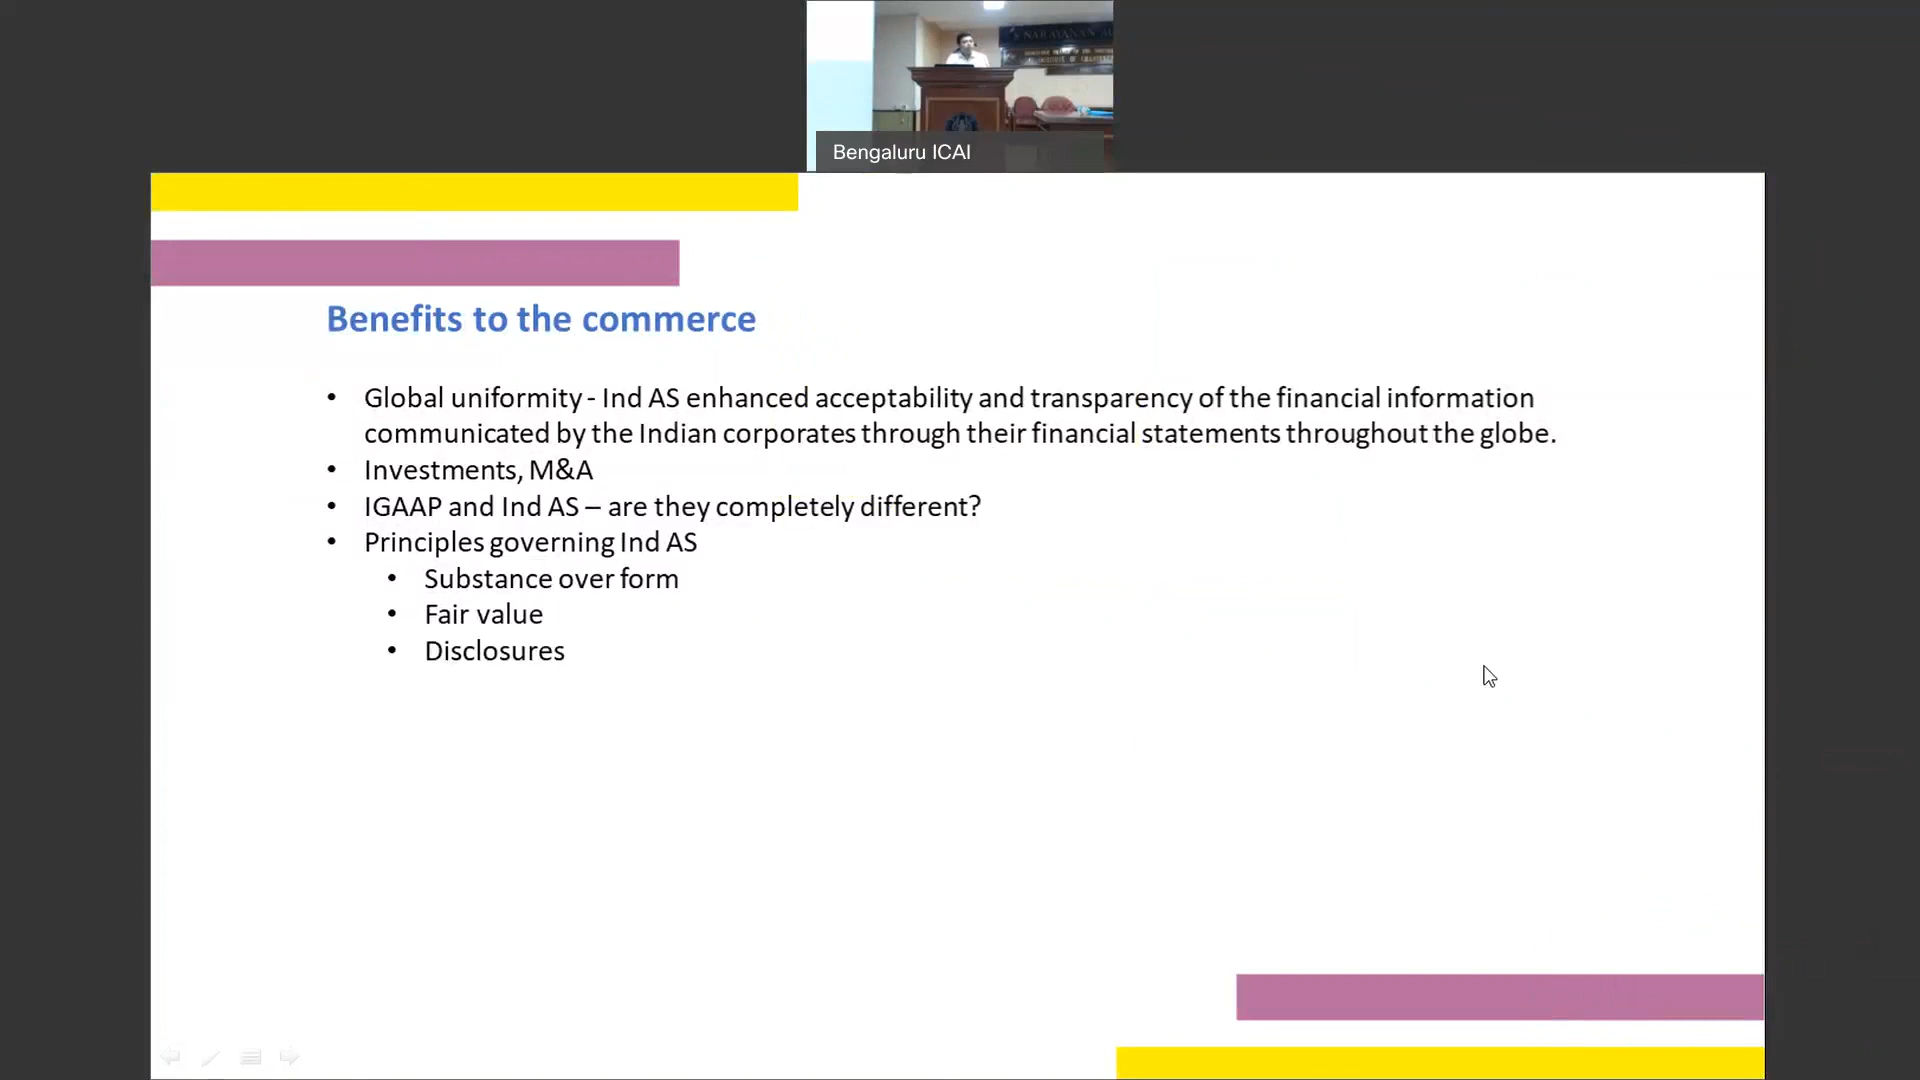 S NARAYANAN AU
Bengaluru ICAI
Benefits to the commerce
• Global uniformity - Ind AS enhanced acceptability and transparency of the financial information
communicated by the Indian corporates through their financial statements throughout the globe.
• Investments, M&A
• IGAAP and Ind AS – are they completely different?
• Principles governing Ind AS
• Substance over form
• Fair value
• Disclosures